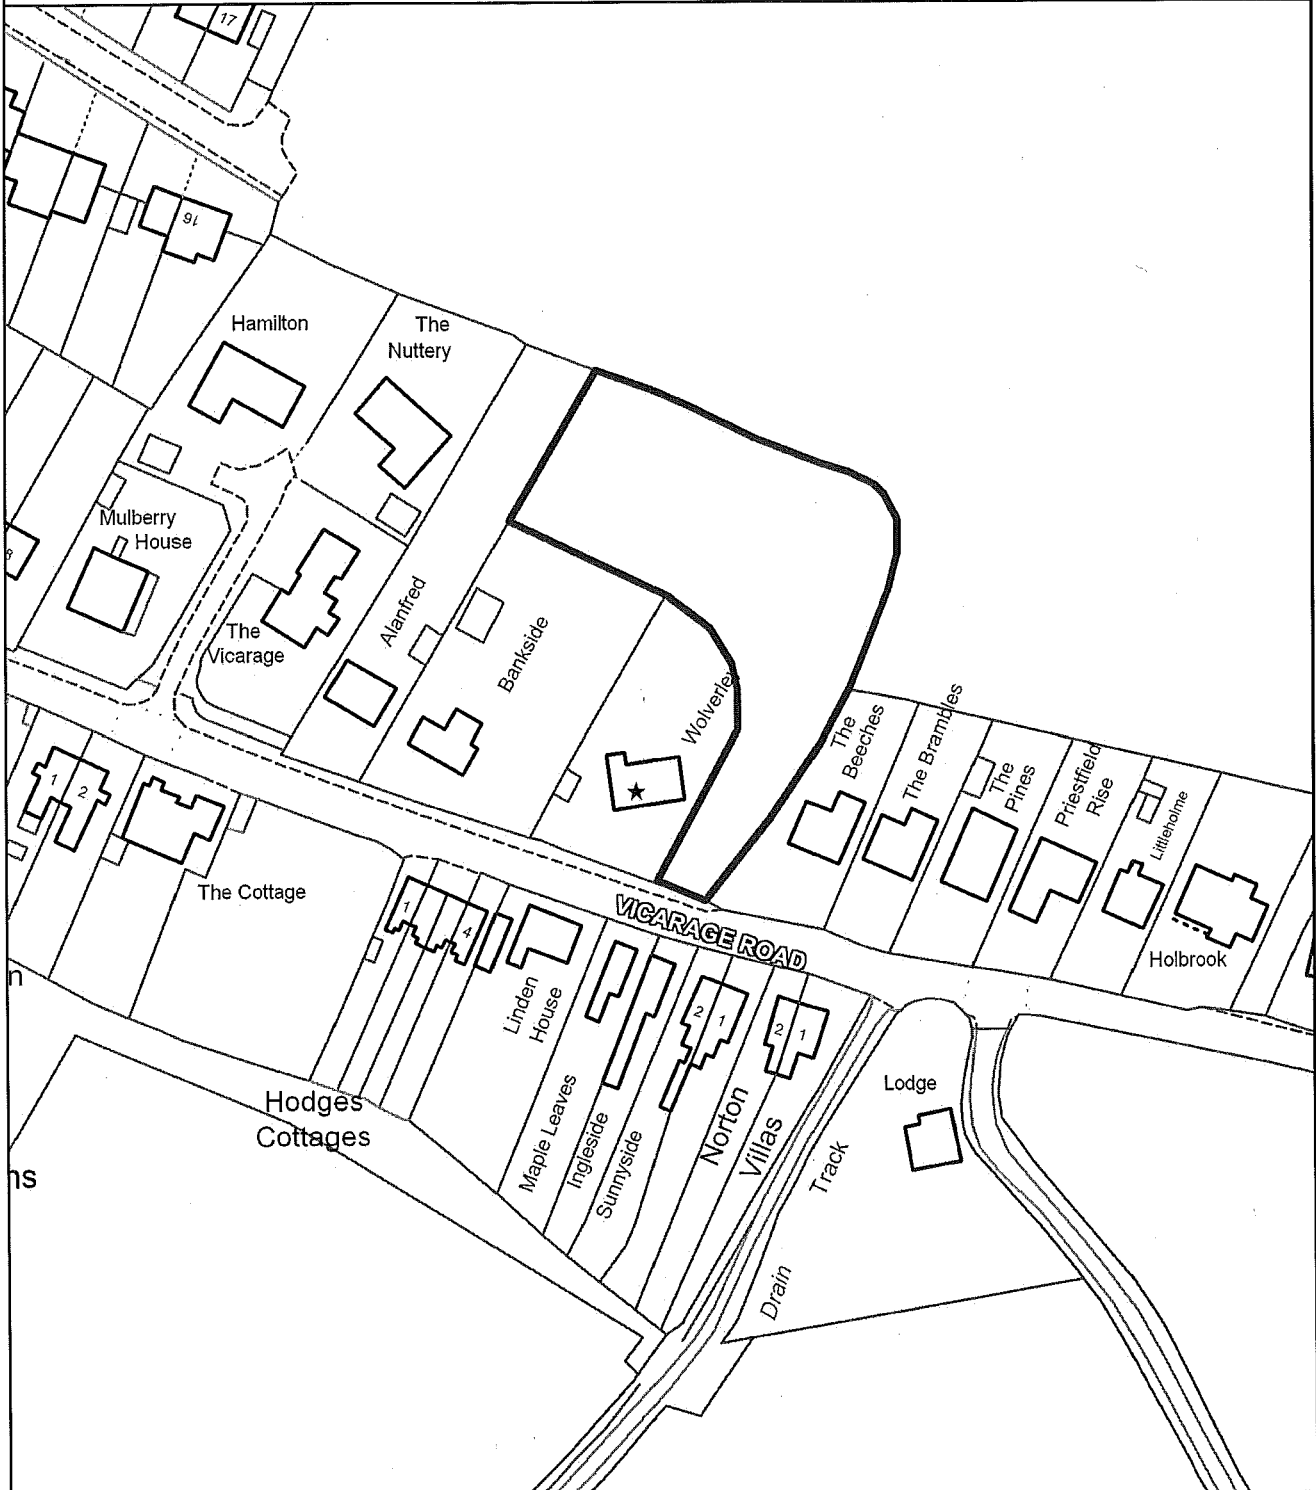 17
16
Hamilton
The
Nuttery
Mulberry
House
8
The
Vicarage
Alanfred
Bankside
Wolverley
The
Beeches
The Brambles
The
Pines
Priestfield
Rise
Littleholme
Holbrook
1
2
The Cottage
1
4
VICARAGE ROAD
Linden
House
Maple Leaves
Ingleside
Sunnyside
2
1
2
1
Norton
Villas
Hodges
Cottages
Track
Drain
Lodge
n
ns